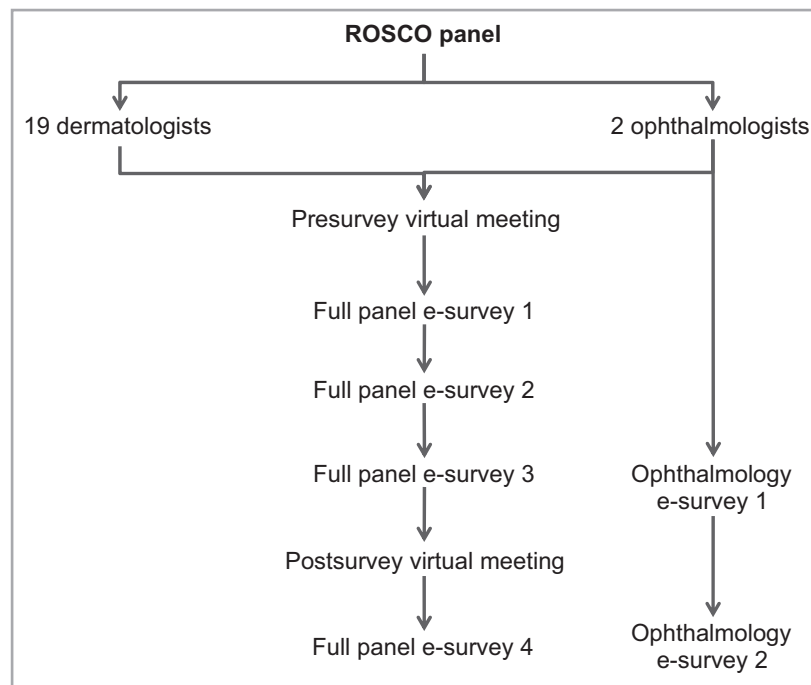 ROSCO panel
19 dermatologists
2 ophthalmologists
Presurvey virtual meeting
Full panel e-survey 1
Full panel e-survey 2
Full panel e-survey 3
Ophthalmology
e-survey 1
Postsurvey virtual meeting
Full panel e-survey 4
Ophthalmology
e-survey 2